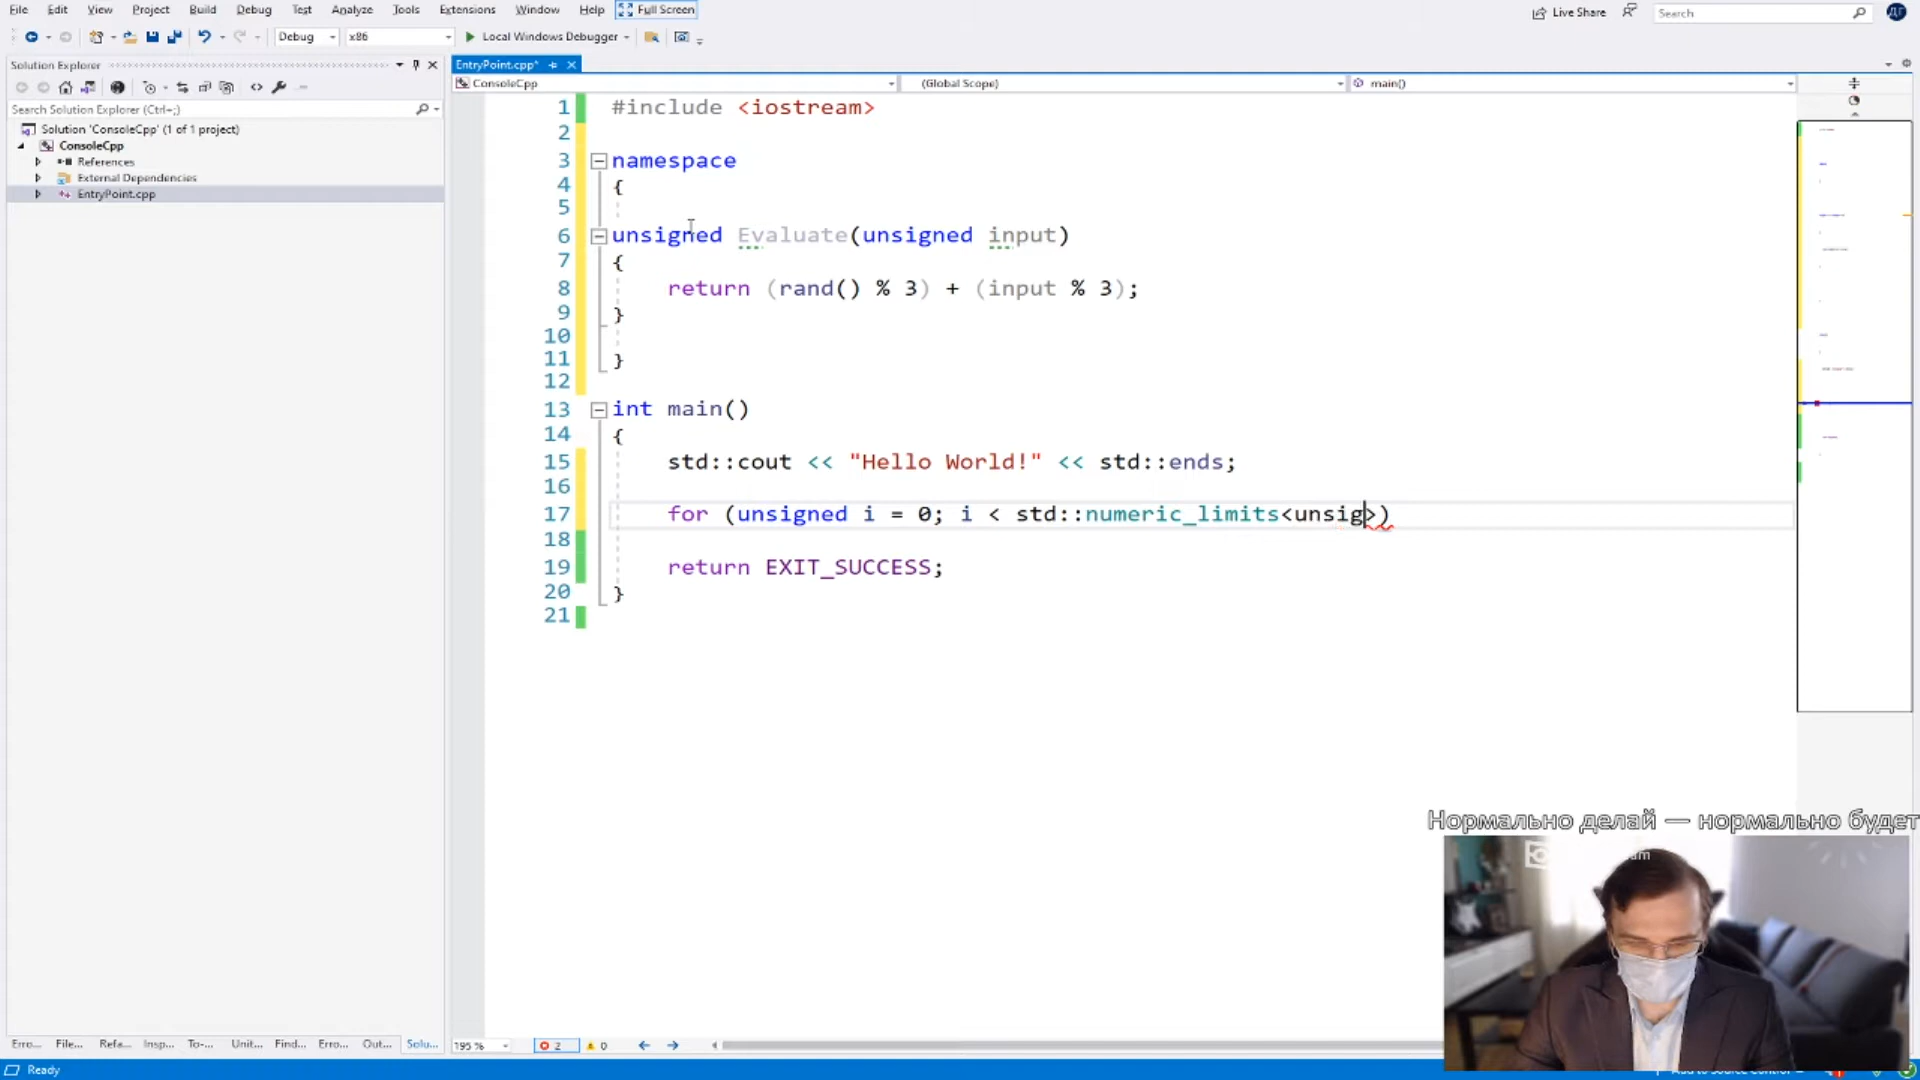 File Edit View Project Build Debug Test Analyze Tools Extensions Window Help Full Screen Live Share Search ДГ
Debug x86 Local Windows Debugger
Solution Explorer
Search Solution Explorer (Ctrl+;)
Solution 'ConsoleCpp' (1 of 1 project)
ConsoleCpp
References
External Dependencies
EntryPoint.cpp
EntryPoint.cpp*
ConsoleCpp (Global Scope) main()
1 #include <iostream>
2
3 namespace
4 {
5
6 unsigned Evaluate(unsigned input)
7 {
8 return (rand() % 3) + (input % 3);
9 }
10
11 }
12
13 int main()
14 {
15 std::cout << "Hello World!" << std::ends;
16
17 for (unsigned i = 0; i < std::numeric_limits<unsig>)
18
19 return EXIT_SUCCESS;
20 }
21
Нормально делай — нормально будет
Erro... File... Refa... Insp... To-... Unit... Find... Erro... Out... Solu...
195 % 2 0
Ready